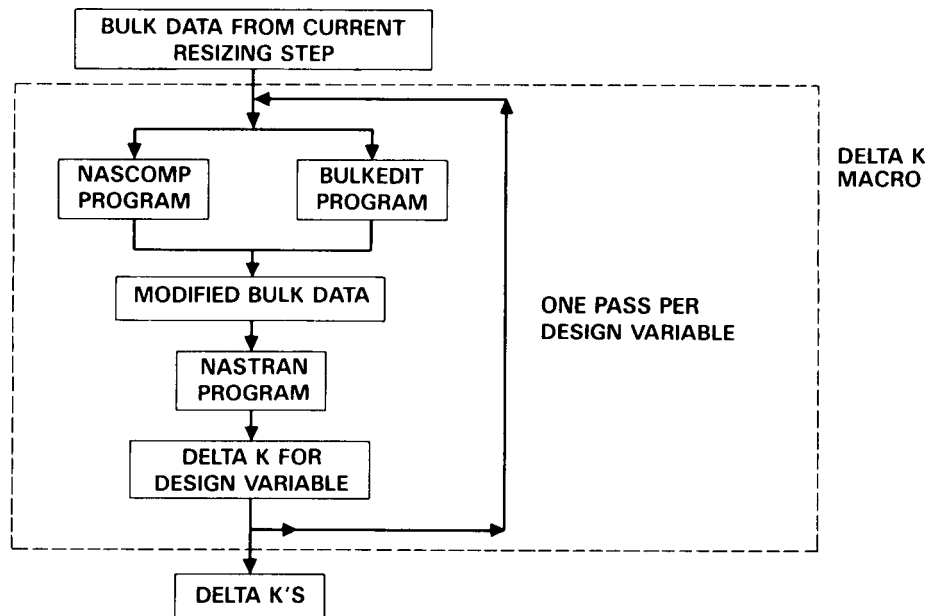 BULK DATA FROM CURRENT
RESIZING STEP
DELTA K
MACRO
NASCOMP
PROGRAM
BULKEDIT
PROGRAM
MODIFIED BULK DATA
ONE PASS PER
DESIGN VARIABLE
NASTRAN
PROGRAM
DELTA K FOR
DESIGN VARIABLE
DELTA K'S